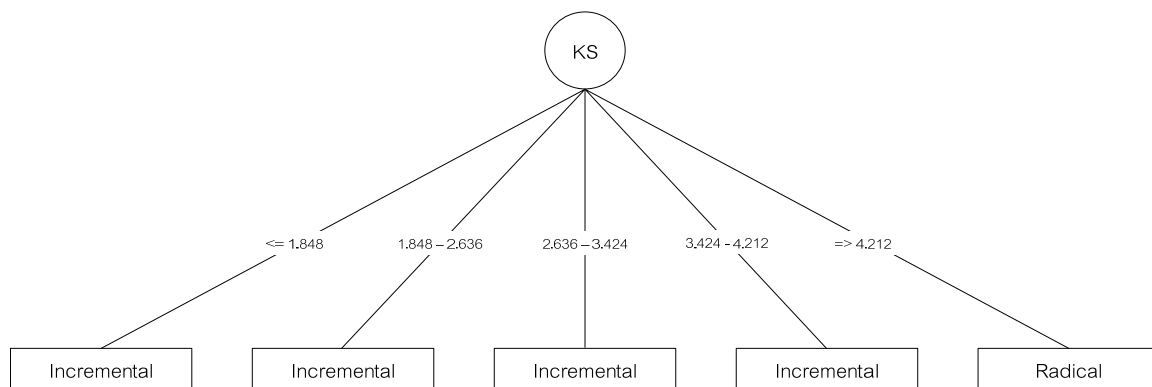 KS
<= 1.848
1.848 – 2.636
2.636 – 3.424
3.424 - 4.212
=> 4.212
Incremental
Incremental
Incremental
Incremental
Radical